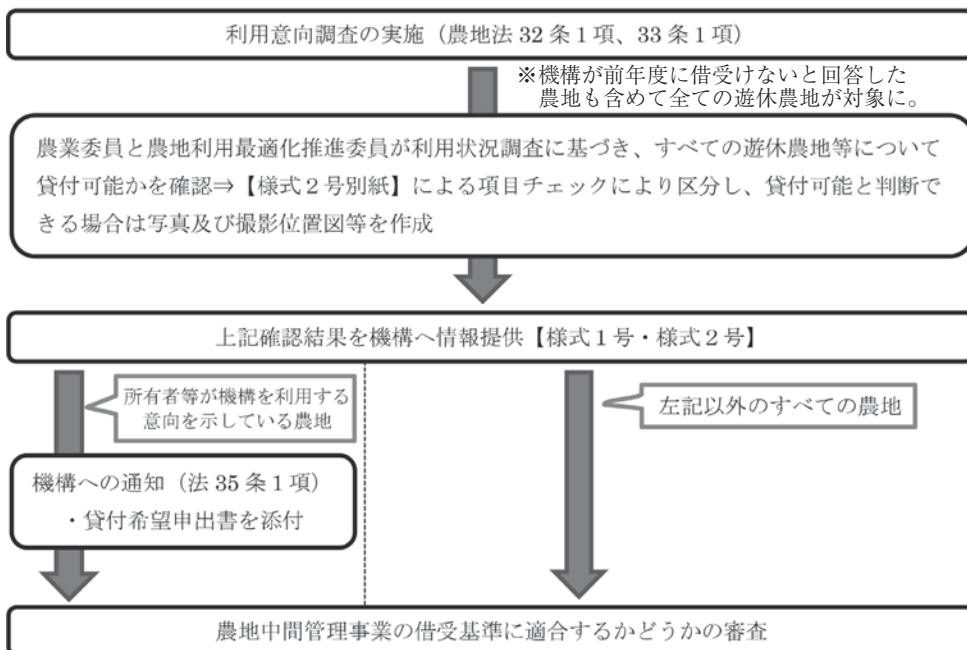 利用意向調査の実施（農地法 32 条 1 項、33 条 1 項）
※機構が前年度に借受けないと回答した
農地も含めて全ての遊休農地が対象に。
農業委員と農地利用最適化推進委員が利用状況調査に基づき、すべての遊休農地等について
貸付可能かを確認⇒【様式 2 号別紙】による項目チェックにより区分し、貸付可能と判断で
きる場合は写真及び撮影位置図等を作成
上記確認結果を機構へ情報提供【様式 1 号・様式 2 号】
所有者等が機構を利用する
意向を示している農地
左記以外のすべての農地
機構への通知（法 35 条 1 項）
・貸付希望申出書を添付
農地中間管理事業の借受基準に適合するかどうかの審査